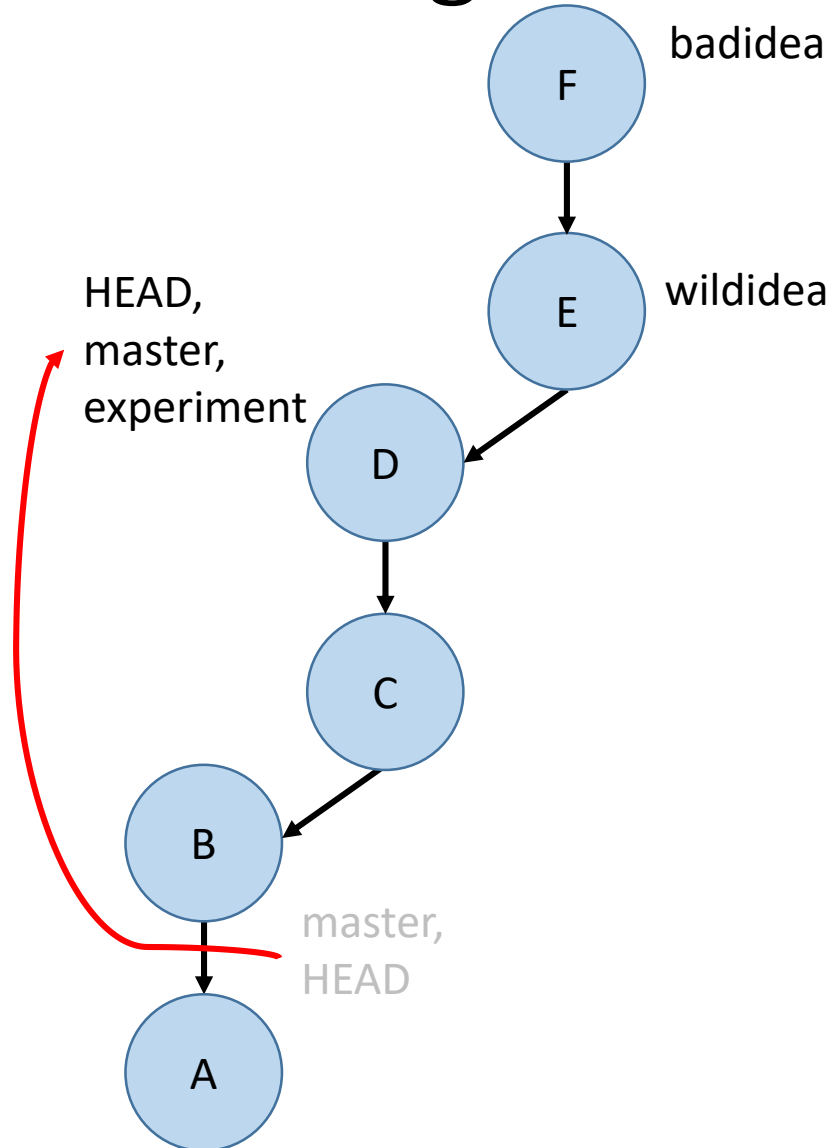 F
badidea
E
wildidea
HEAD,
master,
experiment
D
C
B
master,
HEAD
A